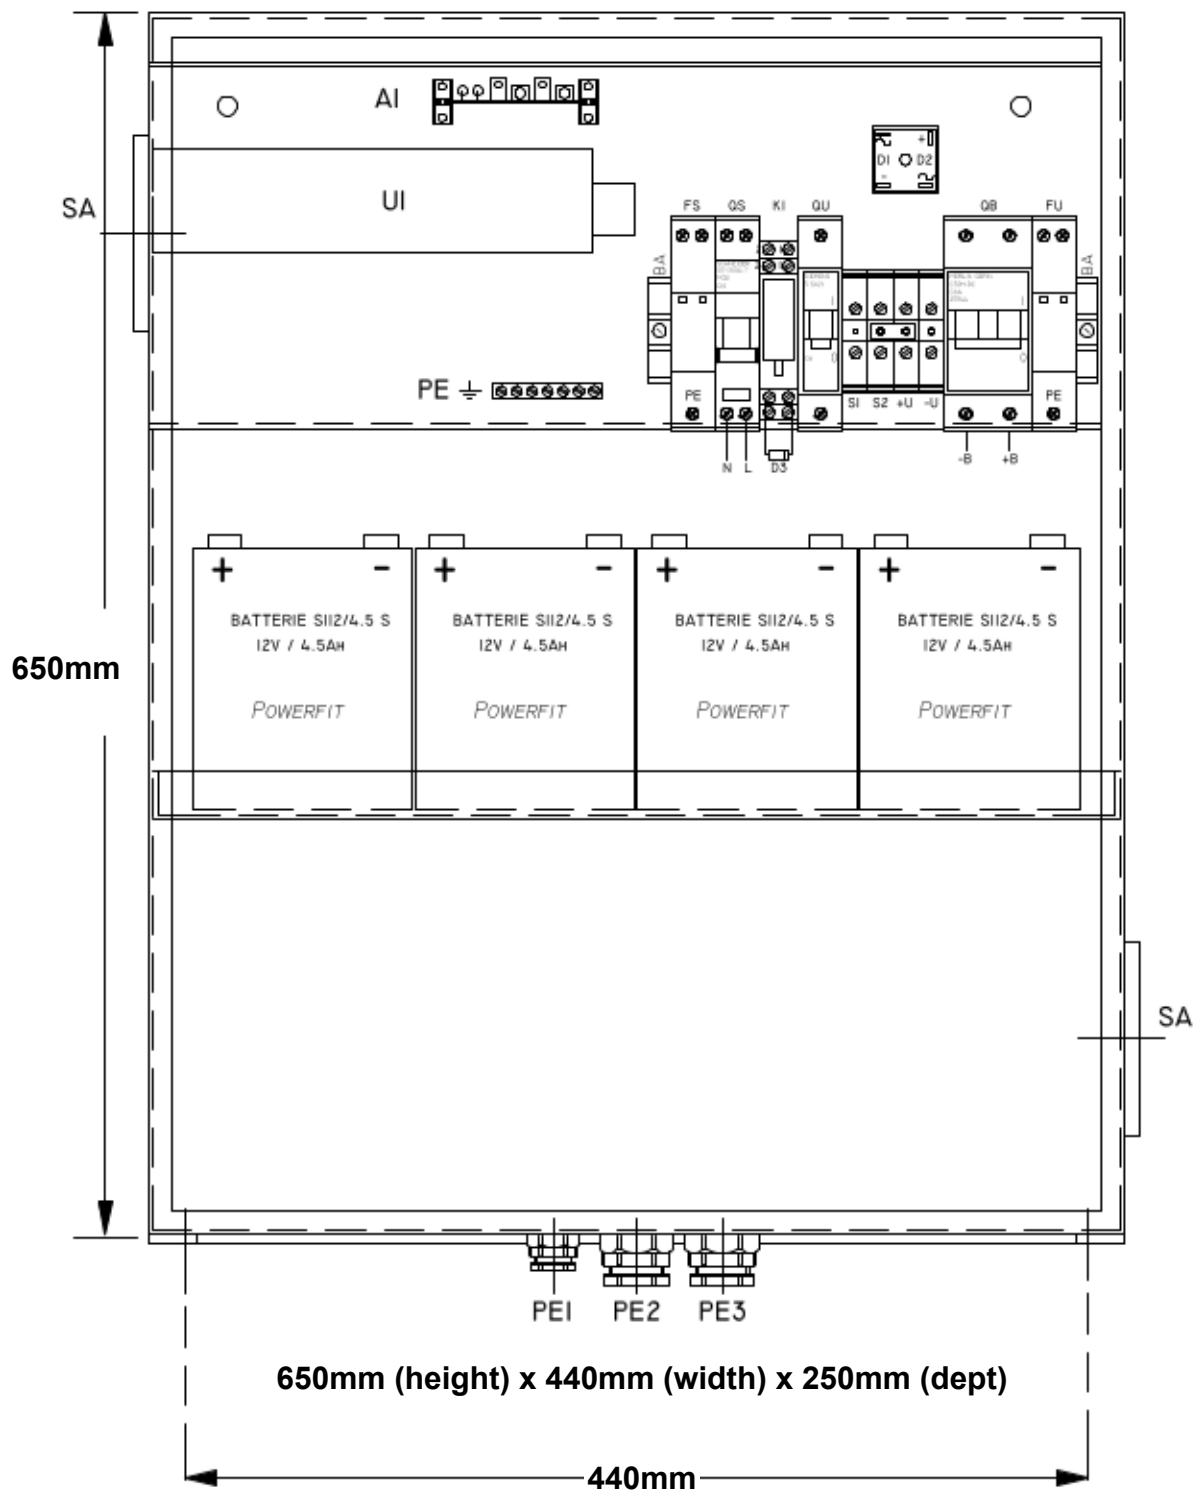 A1
SA
U1
D1 D2
+
-
FS QS K1 QU QB FU
BA
BA
I
I
O
O
PE
PE
PE
S1 S2 +U -U
N L D3
-B +B
+ - + - + - + -
BATTERIE S112/4.5 S BATTERIE S112/4.5 S BATTERIE S112/4.5 S BATTERIE S112/4.5 S
12V / 4.5AH 12V / 4.5AH 12V / 4.5AH 12V / 4.5AH
650mm
POWERFIT POWERFIT POWERFIT POWERFIT
SA
PE1 PE2 PE3
650mm (height) x 440mm (width) x 250mm (dept)
440mm